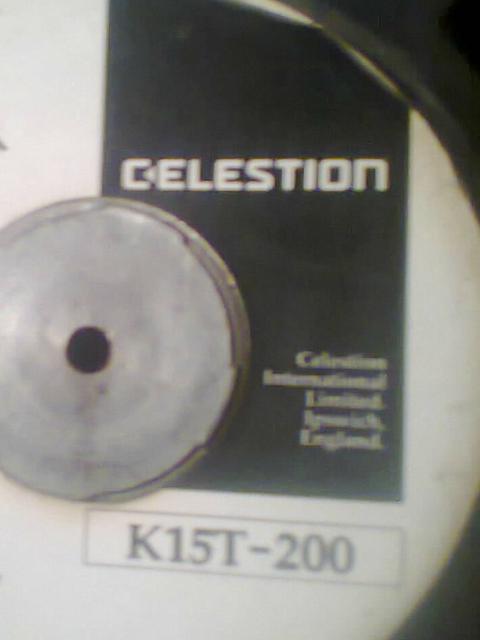 CELESTION
Celestion
International
Limited.
Ipswich,
England.
K15T-200